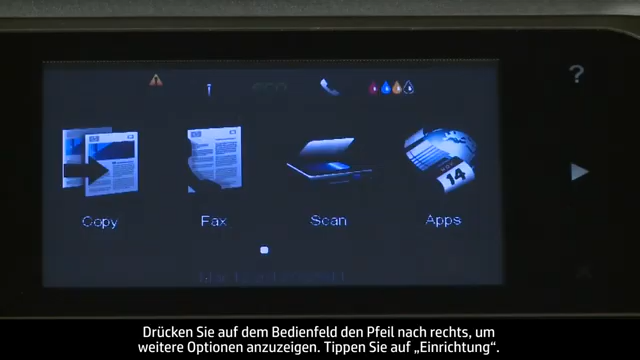 ?
eco
14
Copy Fax Scan Apps
Drücken Sie auf dem Bedienfeld den Pfeil nach rechts, um
weitere Optionen anzuzeigen. Tippen Sie auf „Einrichtung“.